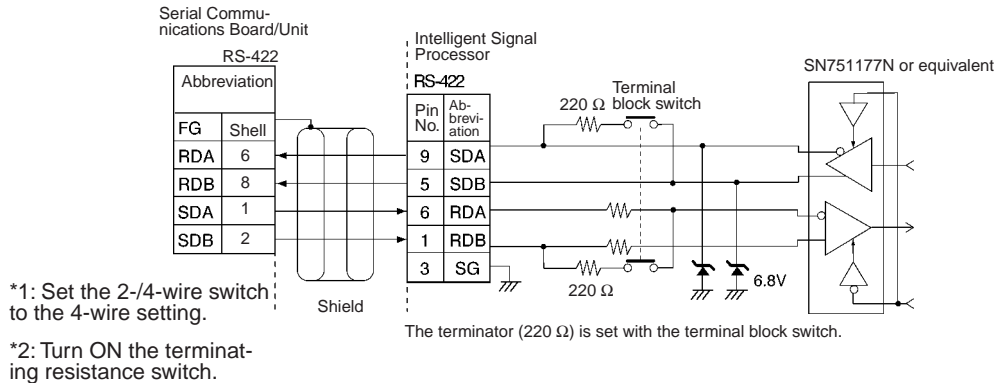 Serial Commu-
nications Board/Unit
RS-422
Abbreviation
FG Shell
RDA 6
RDB 8
SDA 1
SDB 2
Shield
Intelligent Signal
Processor
RS-422
Pin
No.
Ab-
brevi-
ation
9 SDA
5 SDB
6 RDA
1 RDB
3 SG
Terminal
block switch
220 Ω
220 Ω
6.8V
SN751177N or equivalent
The terminator (220 Ω) is set with the terminal block switch.
*1: Set the 2-/4-wire switch
to the 4-wire setting.
*2: Turn ON the terminat-
ing resistance switch.